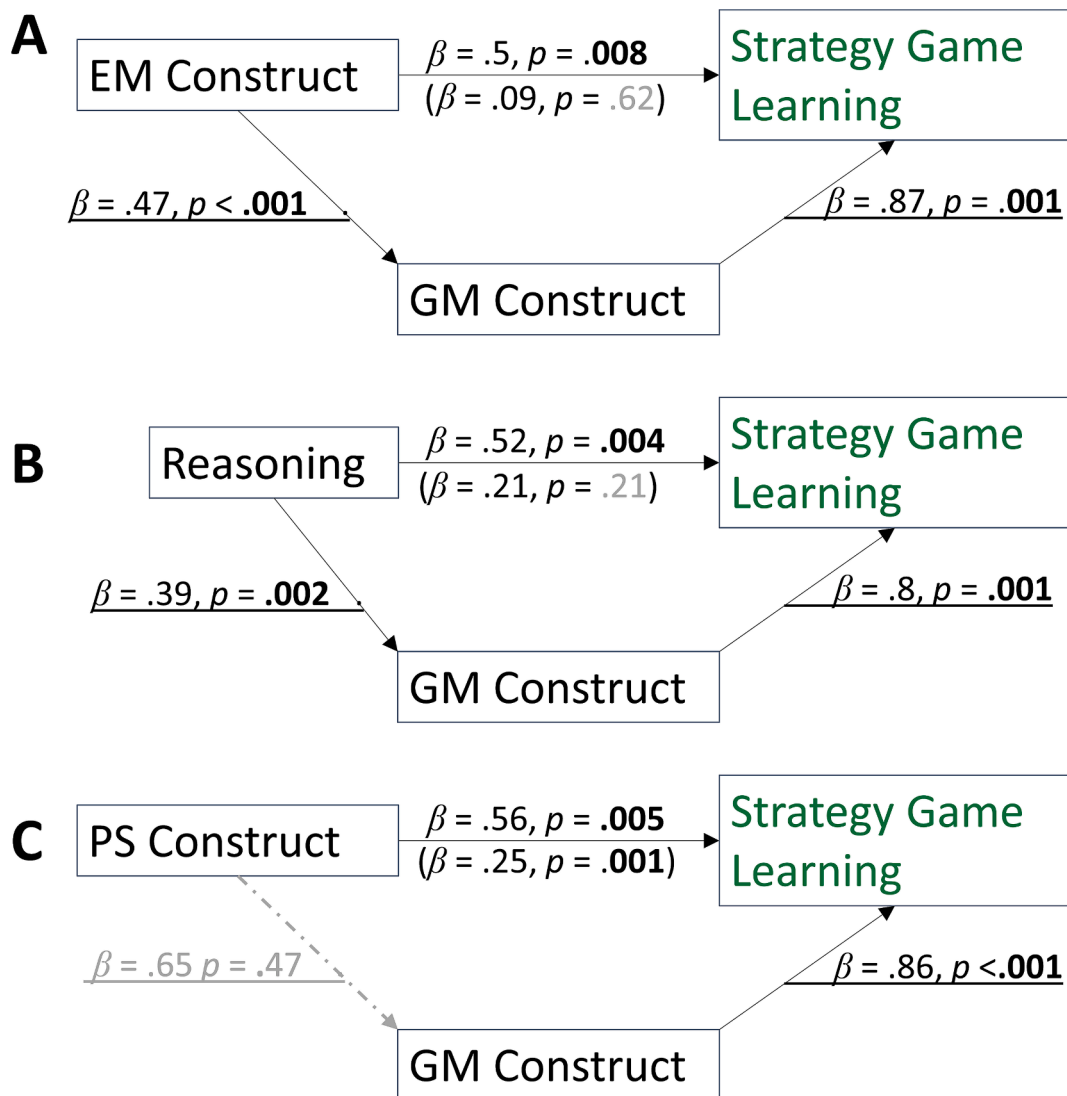 A
EM Construct
β = .5, p = .008
(β = .09, p = .62)
Strategy Game
Learning
β = .47, p < .001 .
β = .87, p = .001
GM Construct
B
Reasoning
β = .52, p = .004
(β = .21, p = .21)
Strategy Game
Learning
β = .39, p = .002 .
β = .8, p = .001
GM Construct
C
PS Construct
β = .56, p = .005
(β = .25, p = .001)
Strategy Game
Learning
β = .65 p = .47
β = .86, p <.001
GM Construct